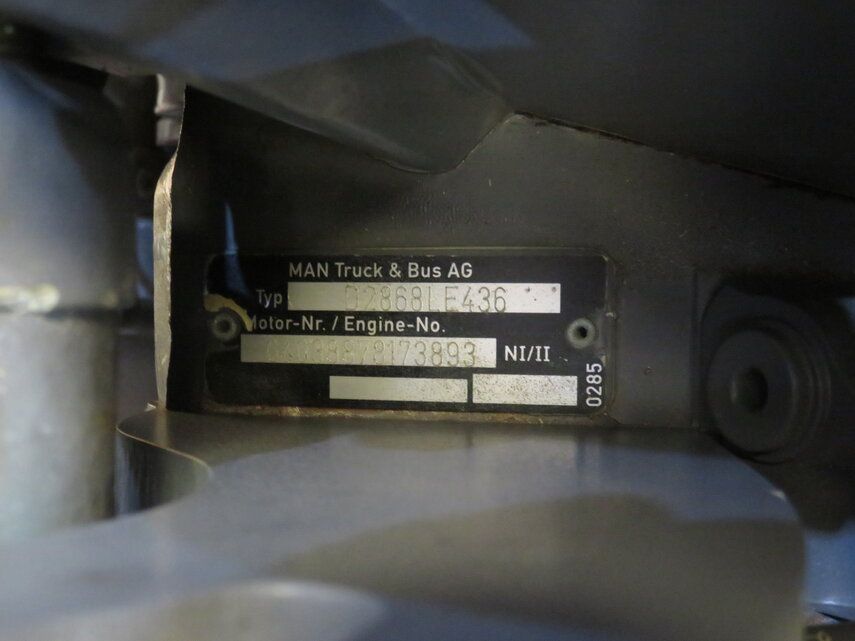 MAN Truck & Bus AG
Typ D2868LE436
Motor-Nr. / Engine-No.
NI/II
0285